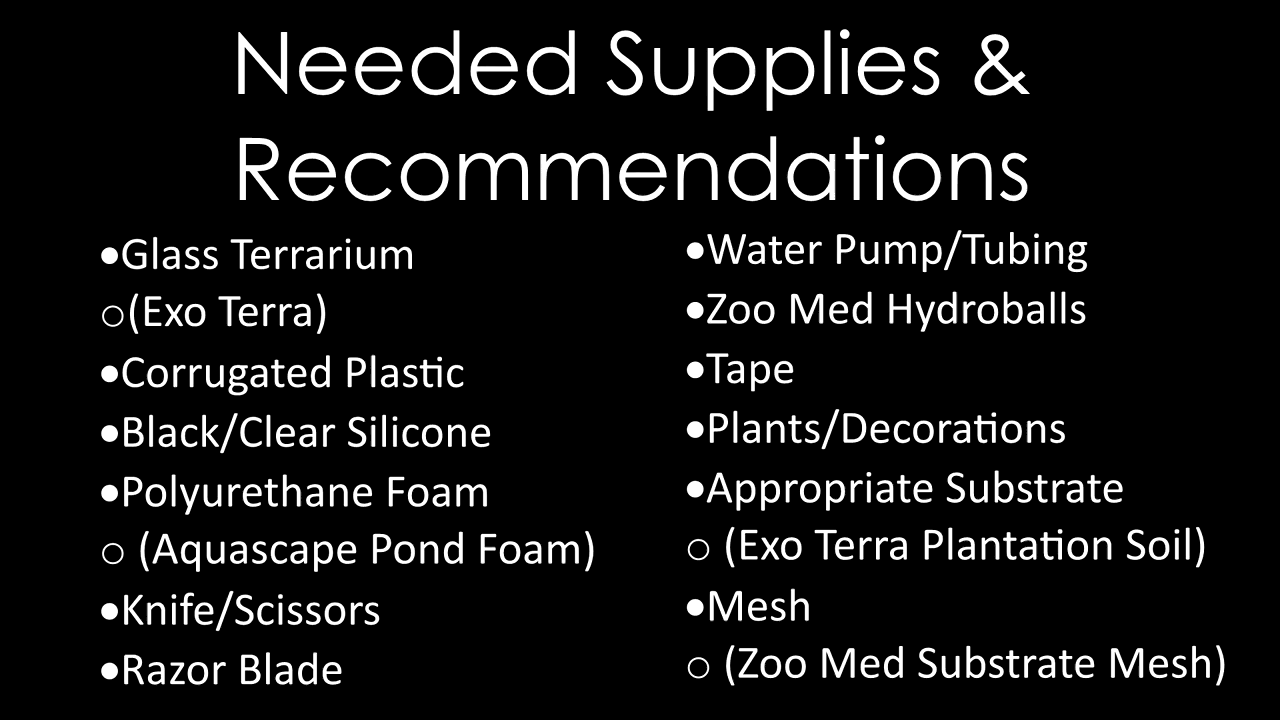 Needed Supplies &
Recommendations
•Glass Terrarium
o(Exo Terra)
•Corrugated Plastic
•Black/Clear Silicone
•Polyurethane Foam
o (Aquascape Pond Foam)
•Knife/Scissors
•Razor Blade
•Water Pump/Tubing
•Zoo Med Hydroballs
•Tape
•Plants/Decorations
•Appropriate Substrate
o (Exo Terra Plantation Soil)
•Mesh
o (Zoo Med Substrate Mesh)